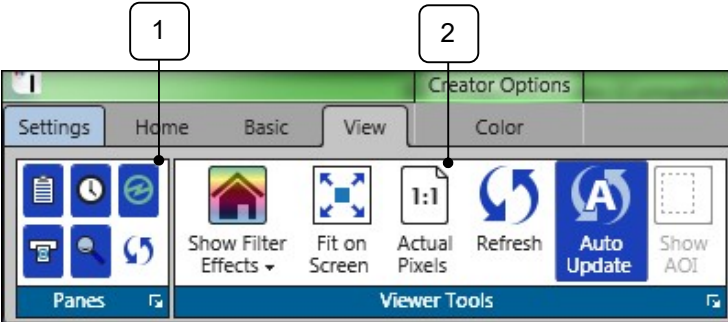 1
2
Creator Options
Settings
Home
Basic
View
Color
1:1
A
Show Filter
Effects
Fit on
Screen
Actual
Pixels
Refresh
Auto
Update
Show
AOI
Panes
Viewer Tools